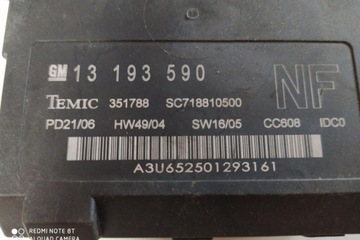 GM 13 193 590
NF
TEMIC 351788 SC718810500
PD21/06 HW49/04 SW16/05 CC608 IDC0
A3U652501293161
REDMI NOTE 8T
AI QUAD CAMERA